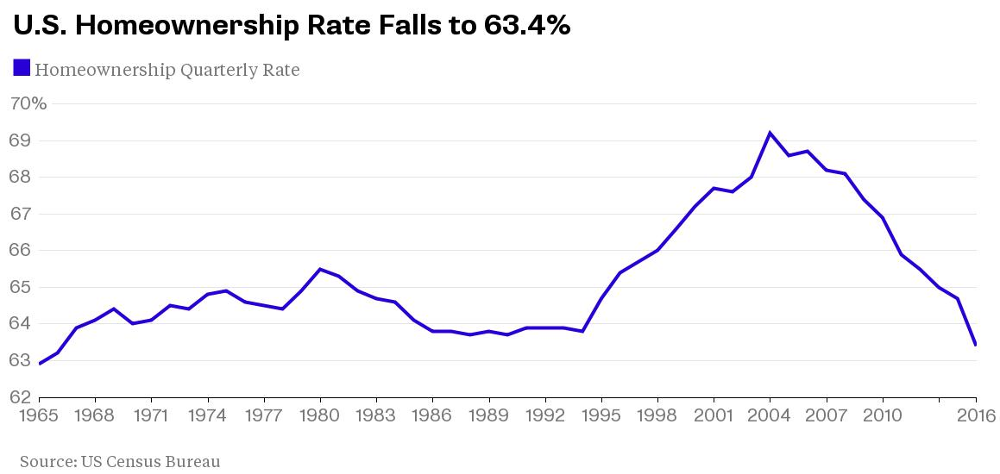 U.S. Homeownership Rate Falls to 63.4%
Homeownership Quarterly Rate
70%
69
68
67
66
65
64
63
62
1965 1968 1971 1974 1977 1980 1983 1986 1989 1992 1995 1998 2001 2004 2007 2010 2016
Source: US Census Bureau